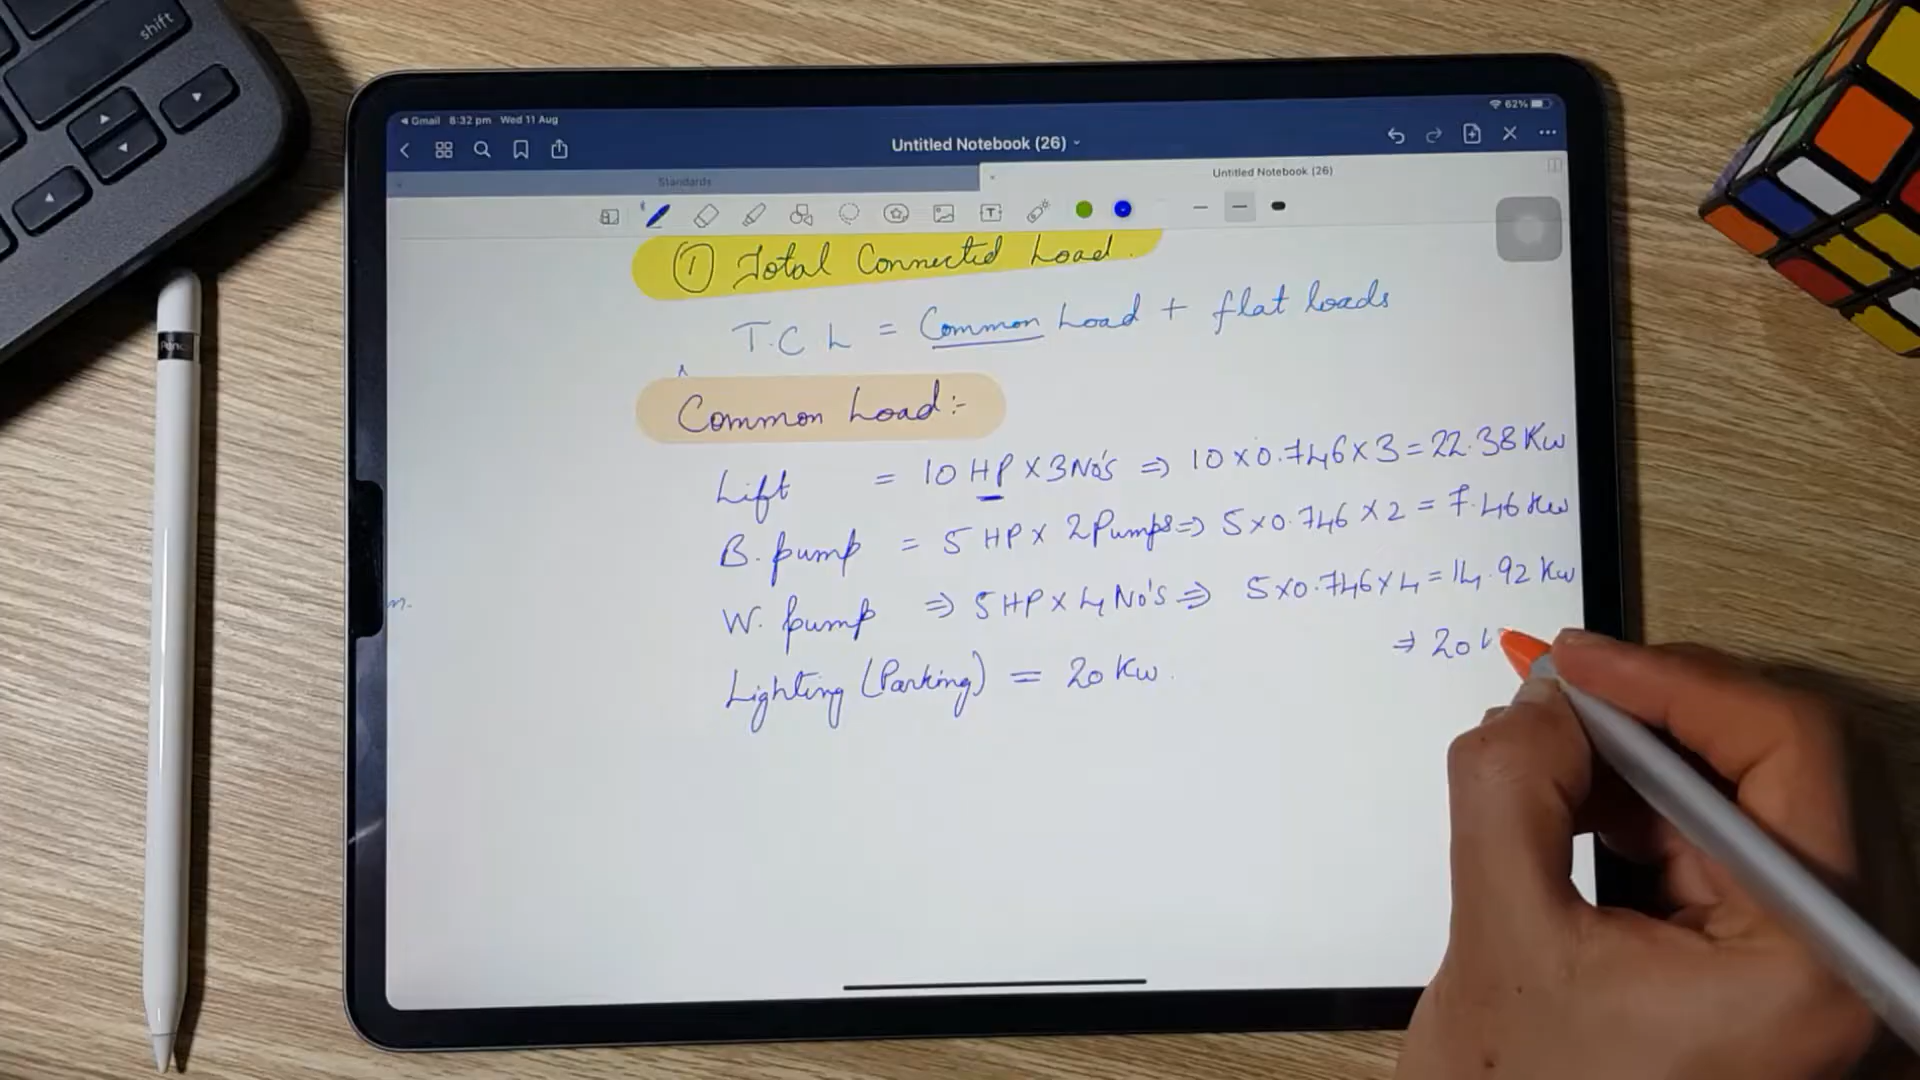 shift
Gmail 8:32 pm Wed 11 Aug
62%
Untitled Notebook (26)
Standards
Untitled Notebook (26)
T
① Total Connected Load.
T.C L = Common Load + flat loads
Common Load:-
Lift = 10 HP X 3 No's ⇒ 10 X 0.746 X 3 = 22.38 Kw
B. pump = 5 HP X 2 Pumps ⇒ 5 X 0.746 X 2 = 7.46 Kw
W. pump ⇒ 5 HP X 4 No's ⇒ 5 X 0.746 X 4 = 14.92 Kw
⇒ 20
Lighting (Parking) = 20 Kw.